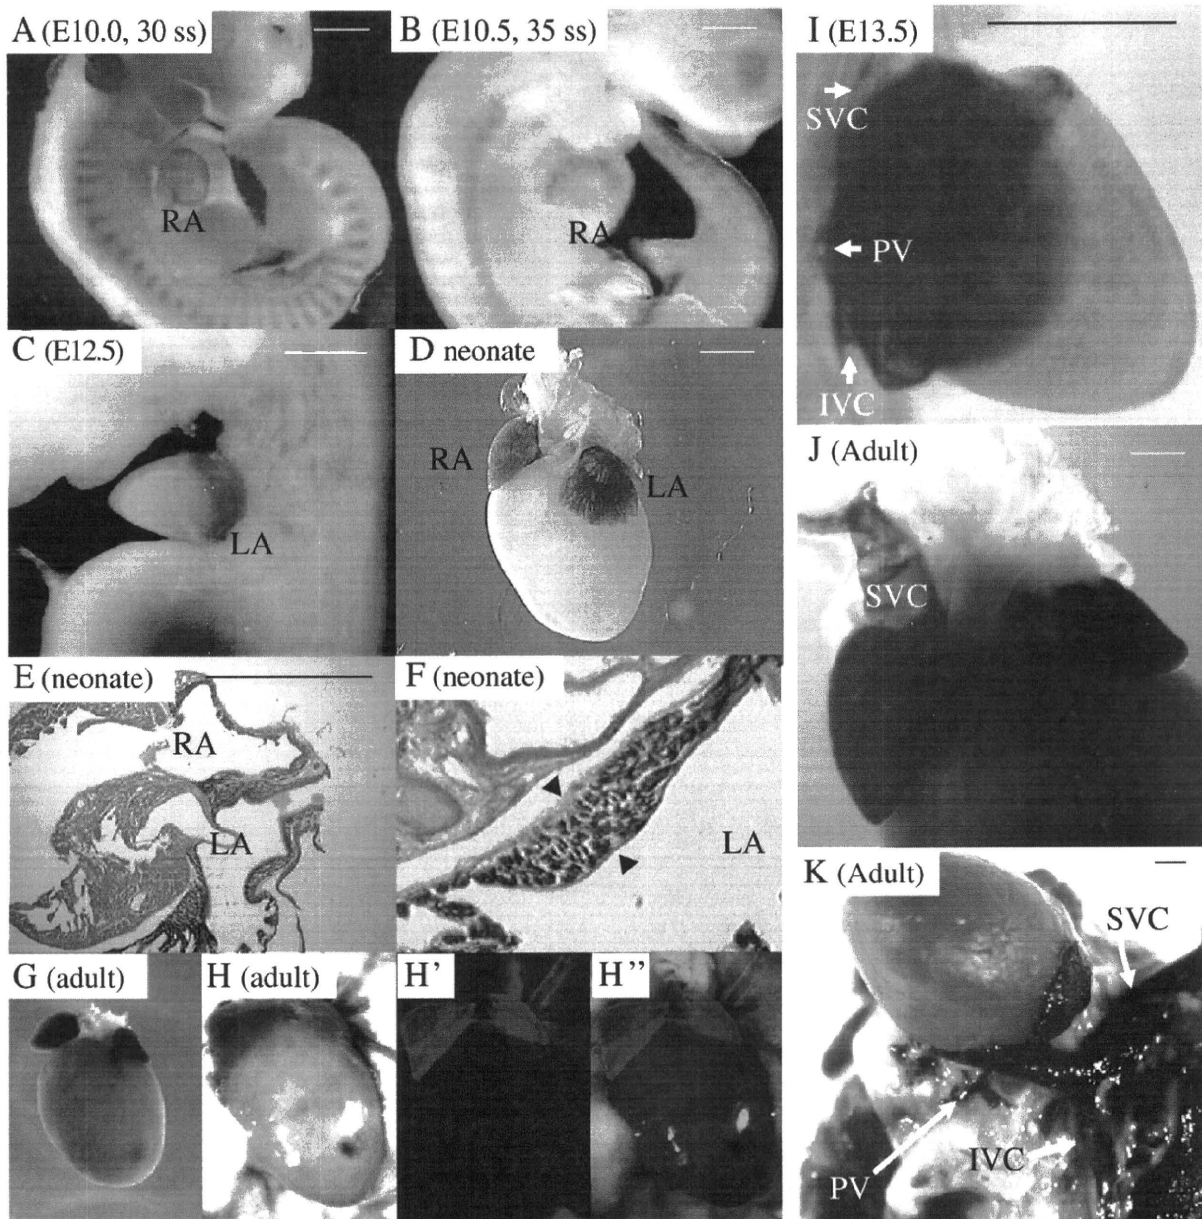 A (E10.0, 30 ss)
RA
B (E10.5, 35 ss)
RA
C (E12.5)
LA
D neonate
RA
LA
E (neonate)
RA
LA
F (neonate)
LA
G (adult)
H (adult)
H'
H''
I (E13.5)
SVC
PV
IVC
J (Adult)
SVC
K (Adult)
SVC
PV
IVC